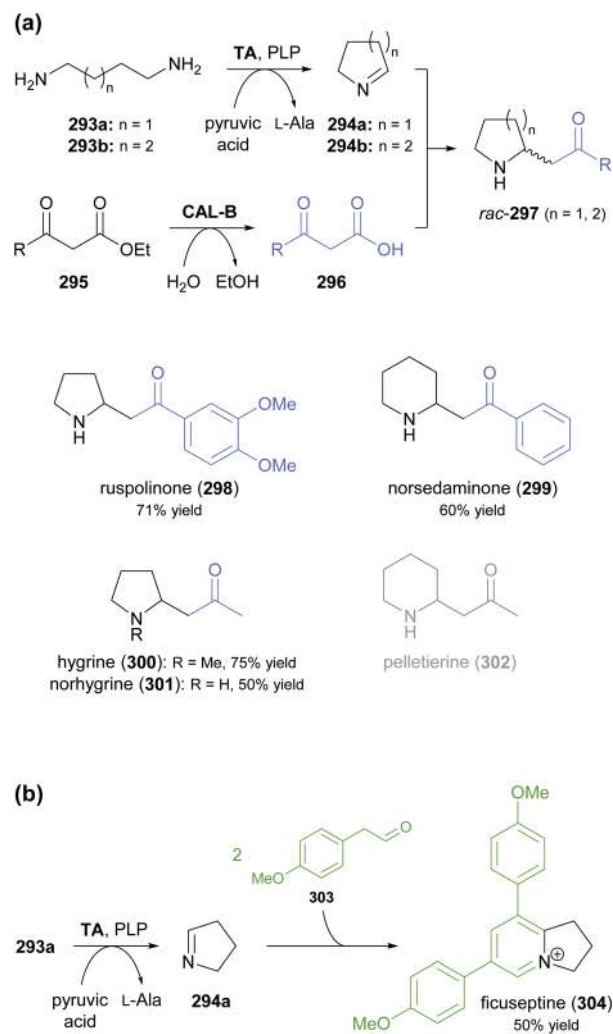 (a)
H₂N
( )n
NH₂
TA, PLP
pyruvic acid
L-Ala
293a: n = 1
293b: n = 2
N
( )n
294a: n = 1
294b: n = 2
R
O
O
OEt
295
CAL-B
H₂O
EtOH
R
O
O
OH
296
( )n
N
H
O
R
rac-297 (n = 1, 2)
NH
O
OMe
OMe
ruspolinone (298)
71% yield
N
H
O
norsedaminone (299)
60% yield
N
R
O
hygrine (300): R = Me, 75% yield
norhygrine (301): R = H, 50% yield
N
H
O
pelletierine (302)
(b)
293a
TA, PLP
pyruvic acid
L-Ala
N
294a
2
MeO
O
303
OMe
MeO
N
+
ficuseptine (304)
50% yield